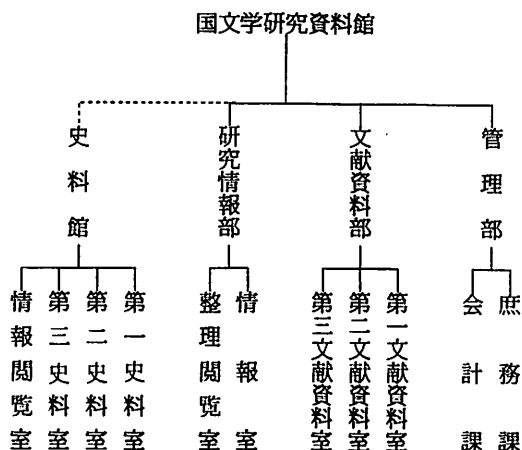 国文学研究資料館
管理部
文献資料部
研究情報部
史料館
庶務課
会計課
第一文献資料室
第二文献資料室
第三文献資料室
情報室
整理閲覧室
第一史料室
第二史料室
第三史料室
情報閲覧室